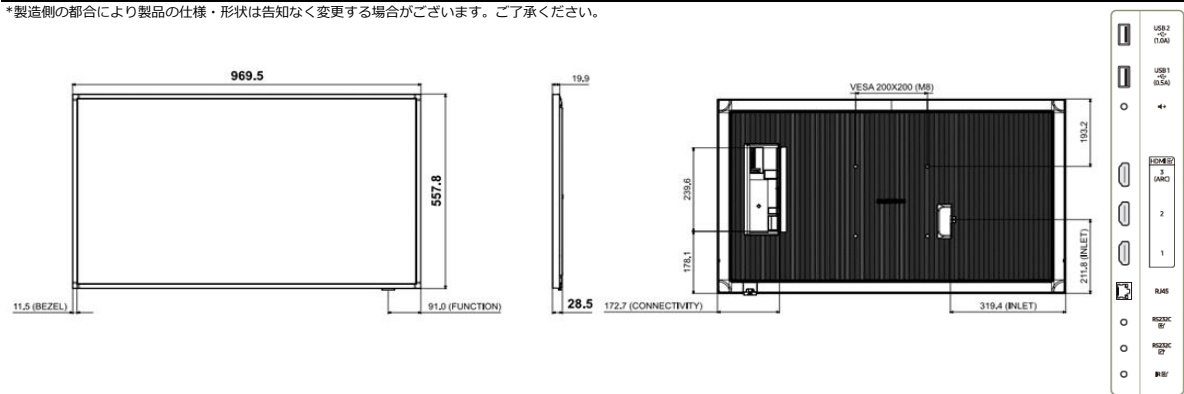 *製造側の都合により製品の仕様・形状は告知なく変更する場合がございます。ご了承ください。
969.5
557.8
11.5 (BEZEL)
91.0 (FUNCTION)
19.9
28.5
VESA 200X200 (M8)
193.2
239.6
178.1
172.7 (CONNECTIVITY)
211.8 (INLET)
319.4 (INLET)
USB 2
(1.0A)
USB 1
(0.5A)
HDMI
3
(ARC)
2
1
RJ45
RS232C
RS232C
IR